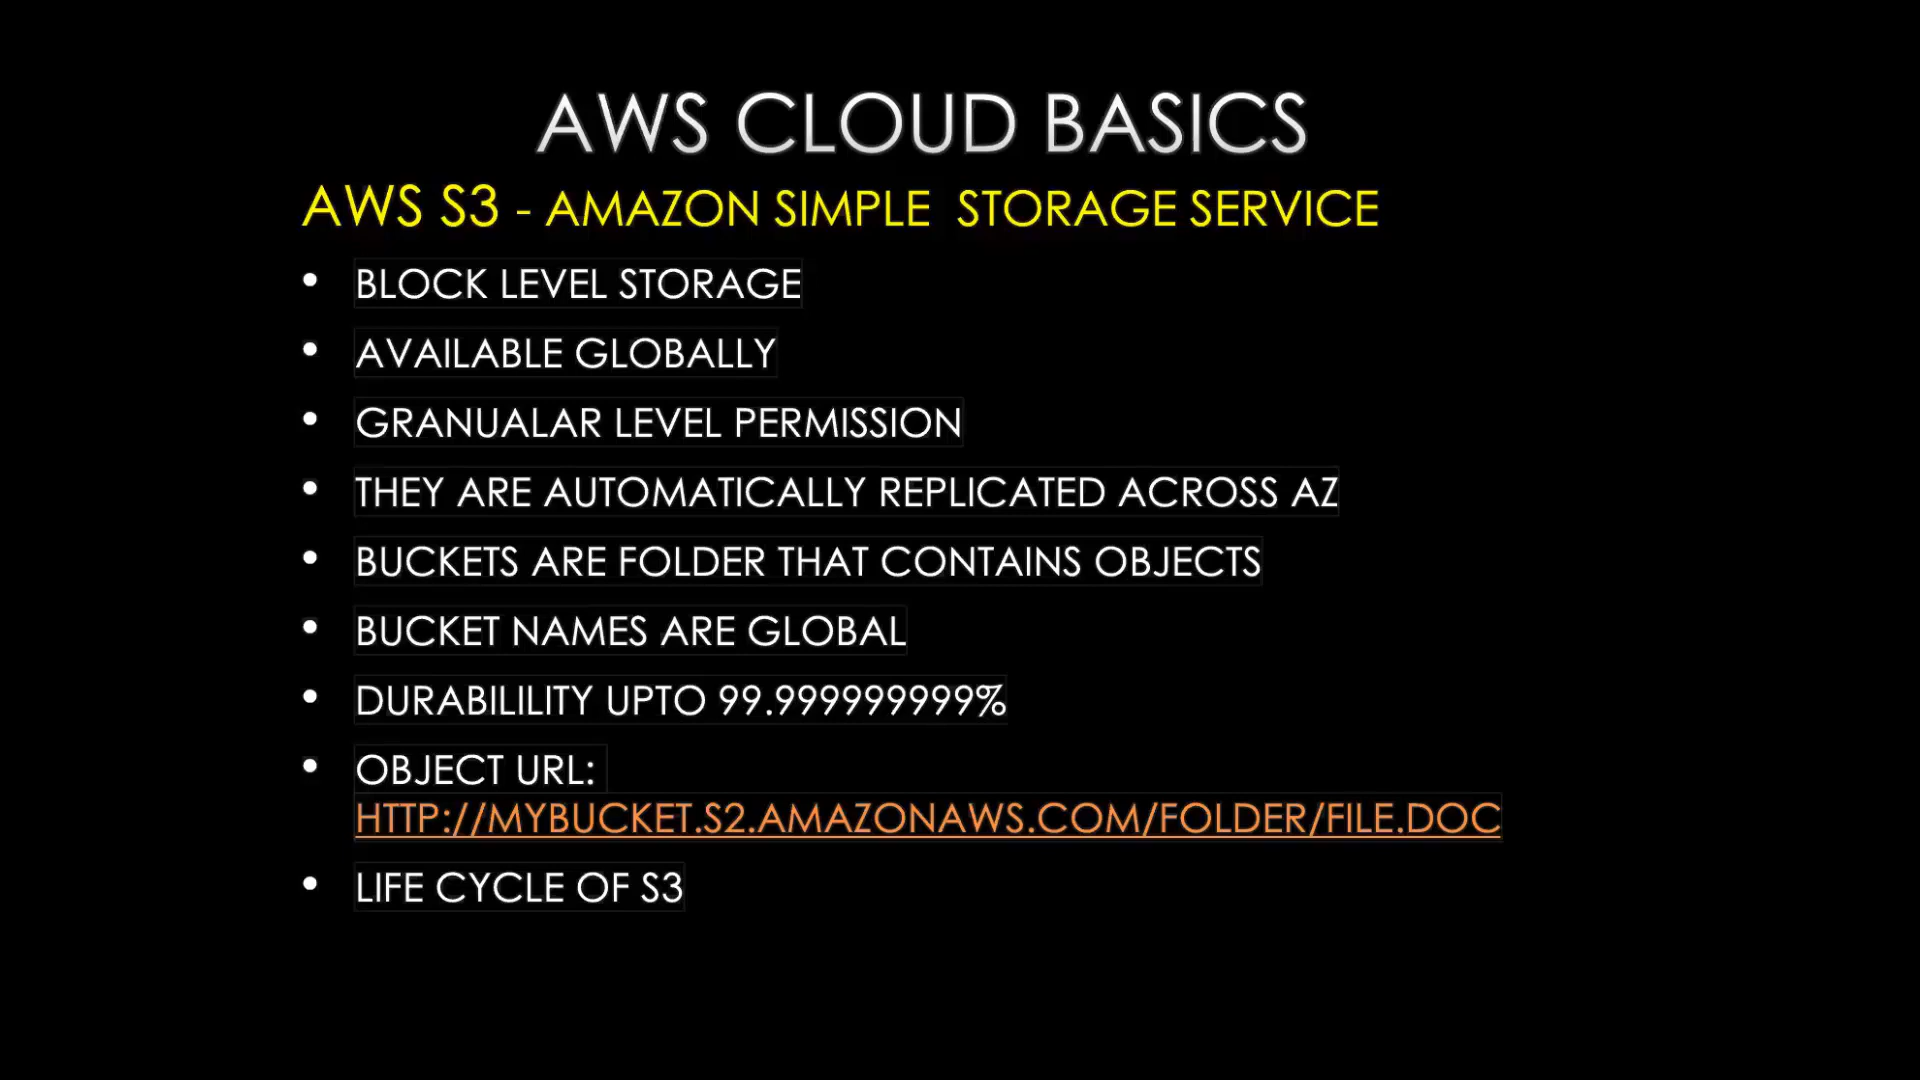 AWS CLOUD BASICS
AWS S3 - AMAZON SIMPLE STORAGE SERVICE
• BLOCK LEVEL STORAGE
• AVAILABLE GLOBALLY
• GRANUALAR LEVEL PERMISSION
• THEY ARE AUTOMATICALLY REPLICATED ACROSS AZ
• BUCKETS ARE FOLDER THAT CONTAINS OBJECTS
• BUCKET NAMES ARE GLOBAL
• DURABILILITY UPTO 99.999999999%
• OBJECT URL:
HTTP://MYBUCKET.S2.AMAZONAWS.COM/FOLDER/FILE.DOC
• LIFE CYCLE OF S3